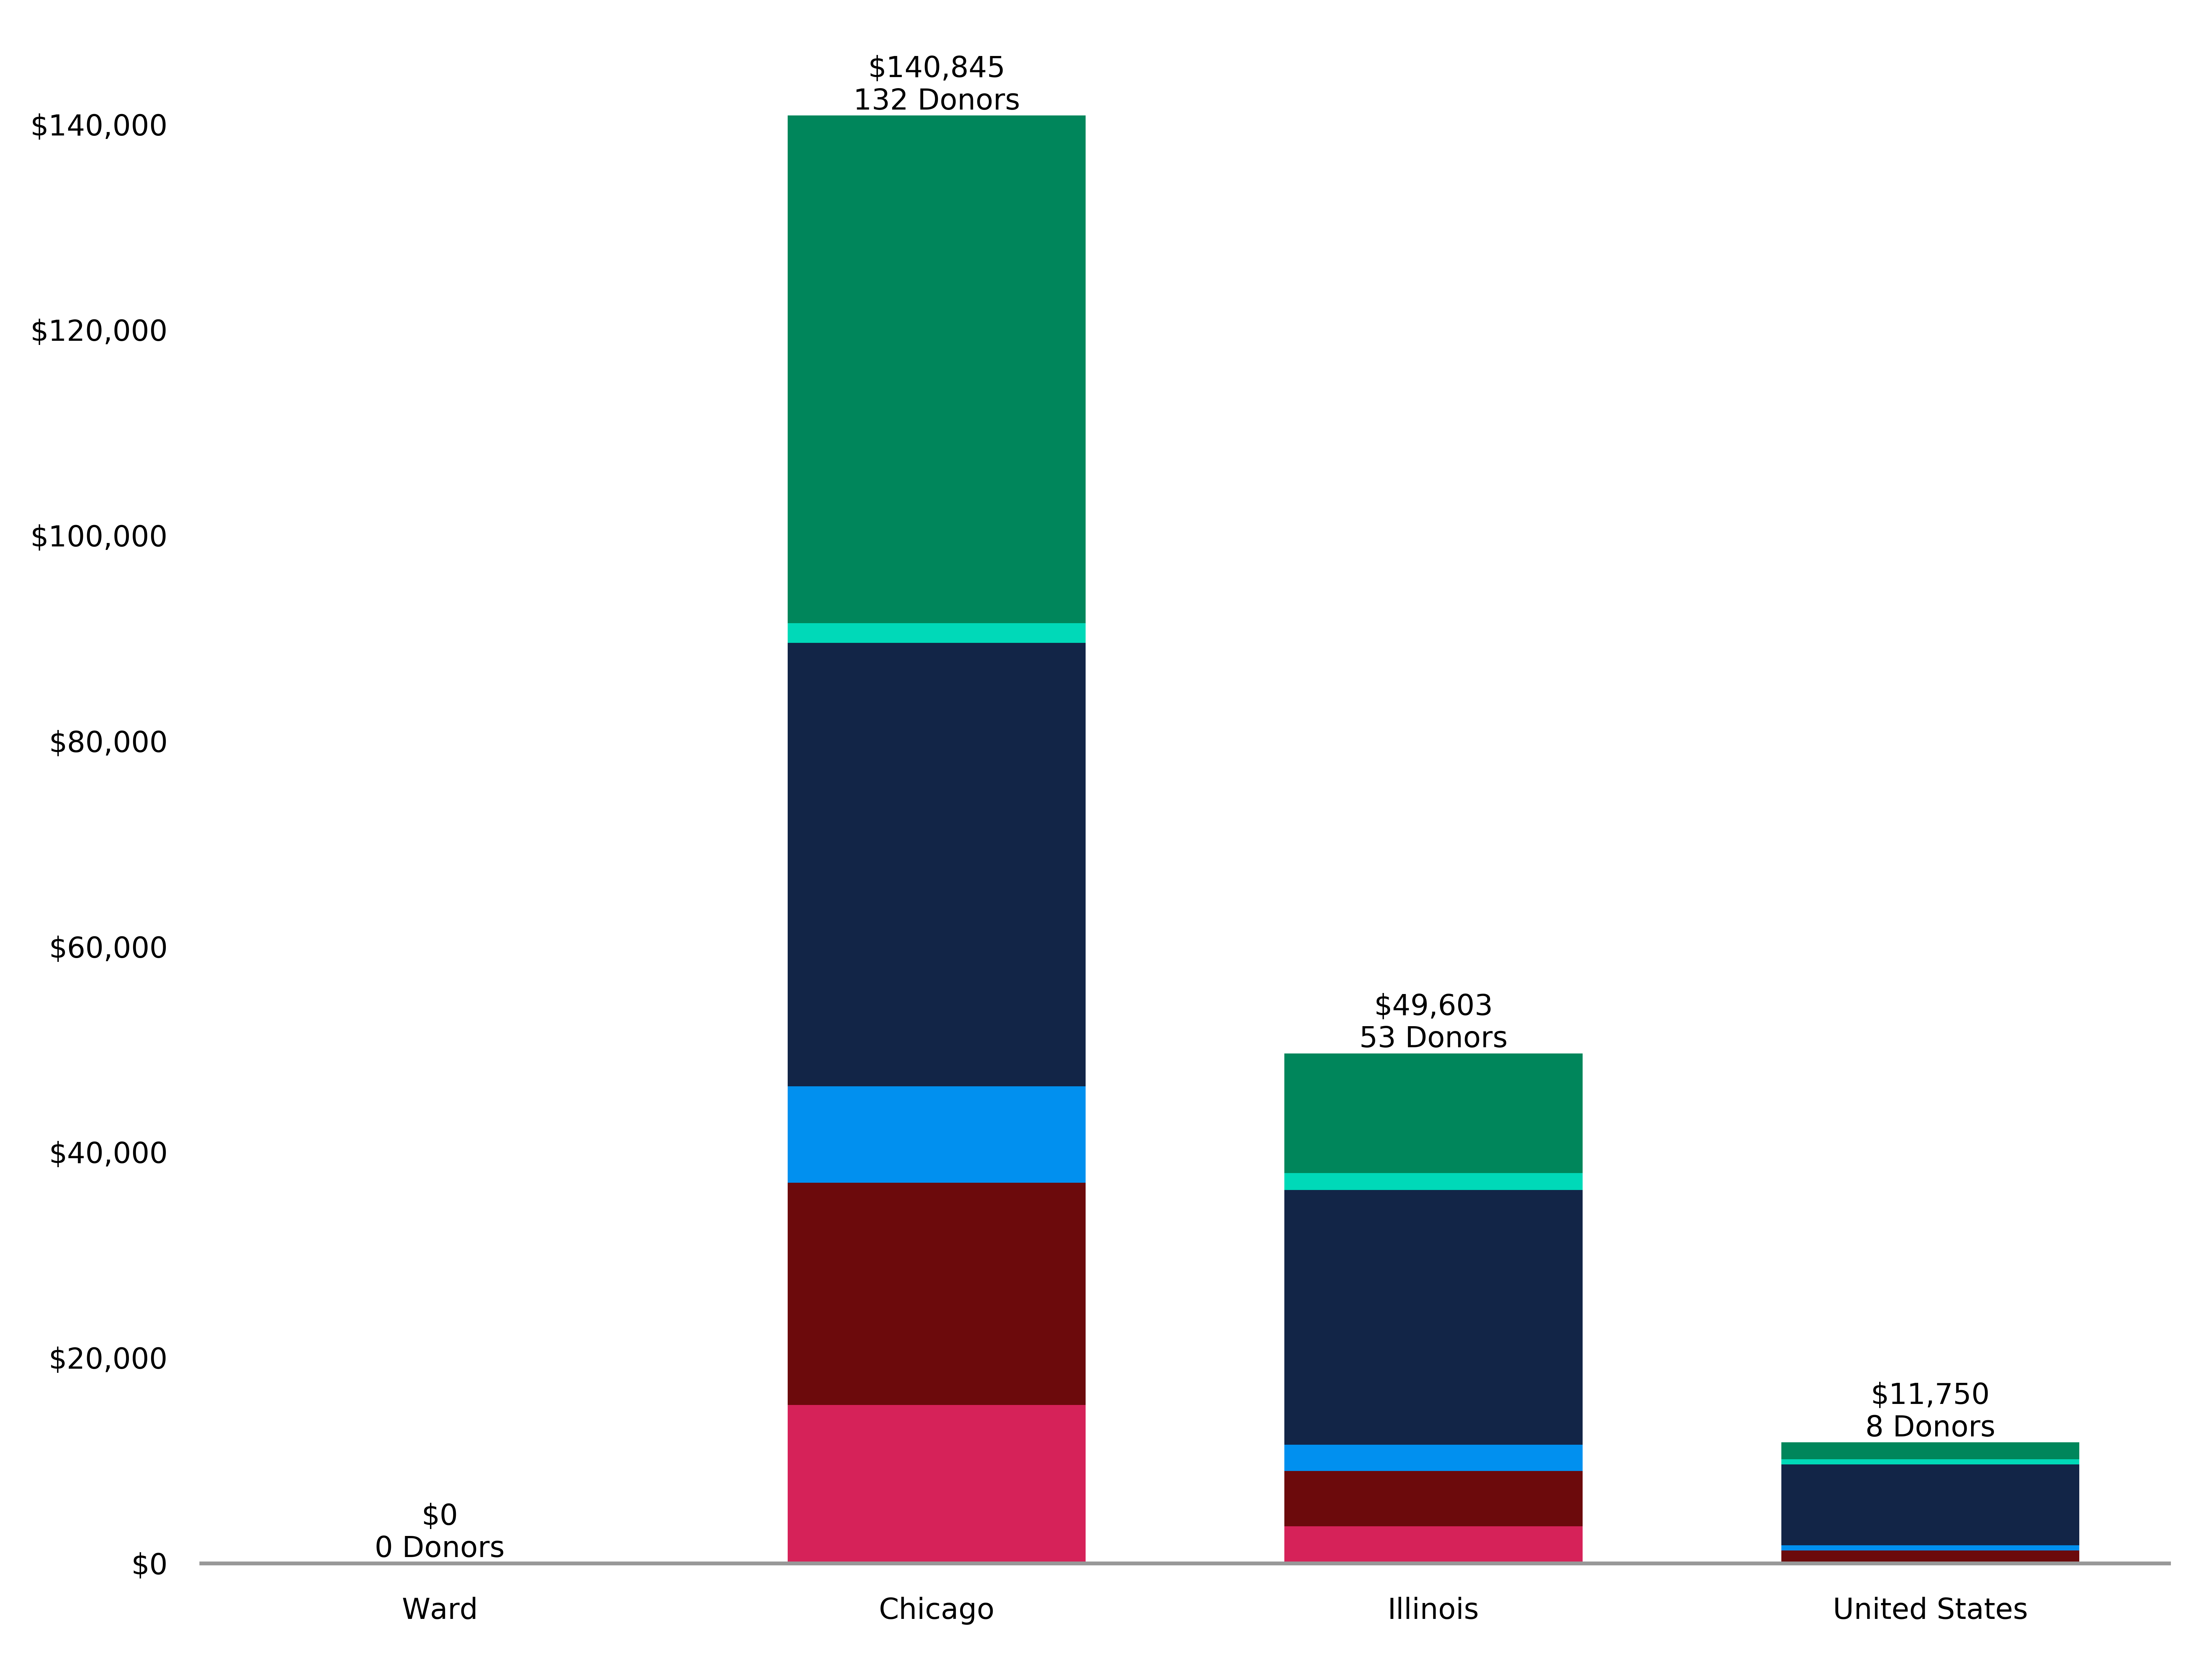 $140,845
132 Donors
$140,000
$120,000
$100,000
$80,000
$60,000
$49,603
53 Donors
$40,000
$20,000
$11,750
8 Donors
$0
0 Donors
$0
Ward
Chicago
Illinois
United States